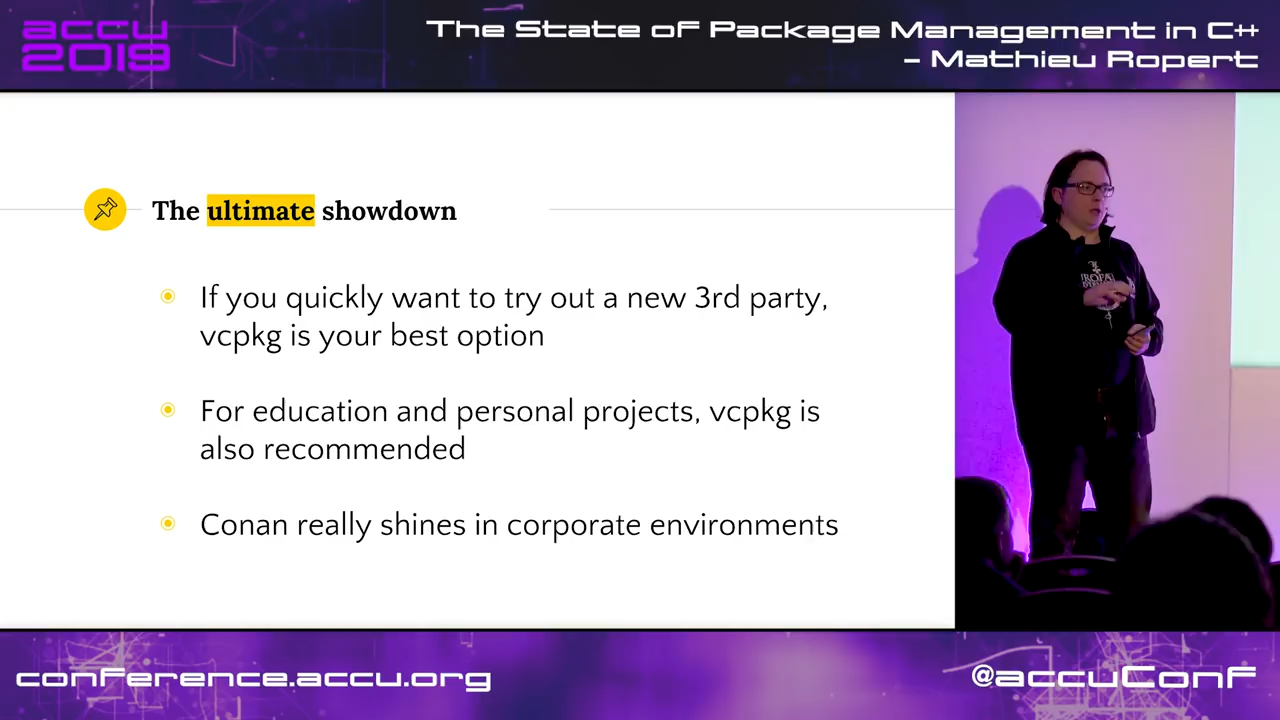 accu
2019
The State of Package Management in C++
– Mathieu Ropert
The ultimate showdown
If you quickly want to try out a new 3rd party,
vcpkg is your best option
For education and personal projects, vcpkg is
also recommended
Conan really shines in corporate environments
conference.accu.org
@accuConf